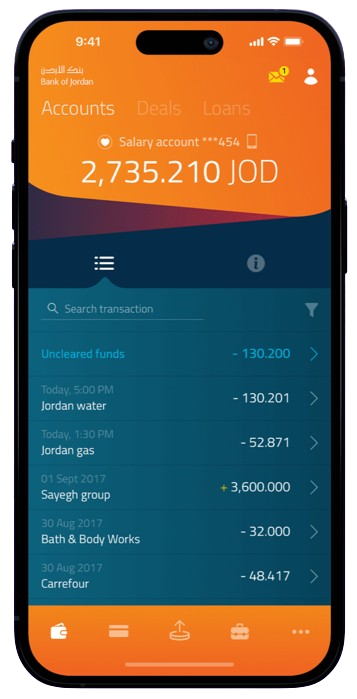 9:41
بنك الأردن
Bank of Jordan
1
Accounts Deals Loans
Salary account ***454
2,735.210 JOD
Search transaction
Uncleared funds - 130.200
Today, 5:00 PM
Jordan water - 130.201
Today, 1:30 PM
Jordan gas - 52.871
01 Sept 2017
Sayegh group + 3,600.000
30 Aug 2017
Bath & Body Works - 32.000
30 Aug 2017
Carrefour - 48.417